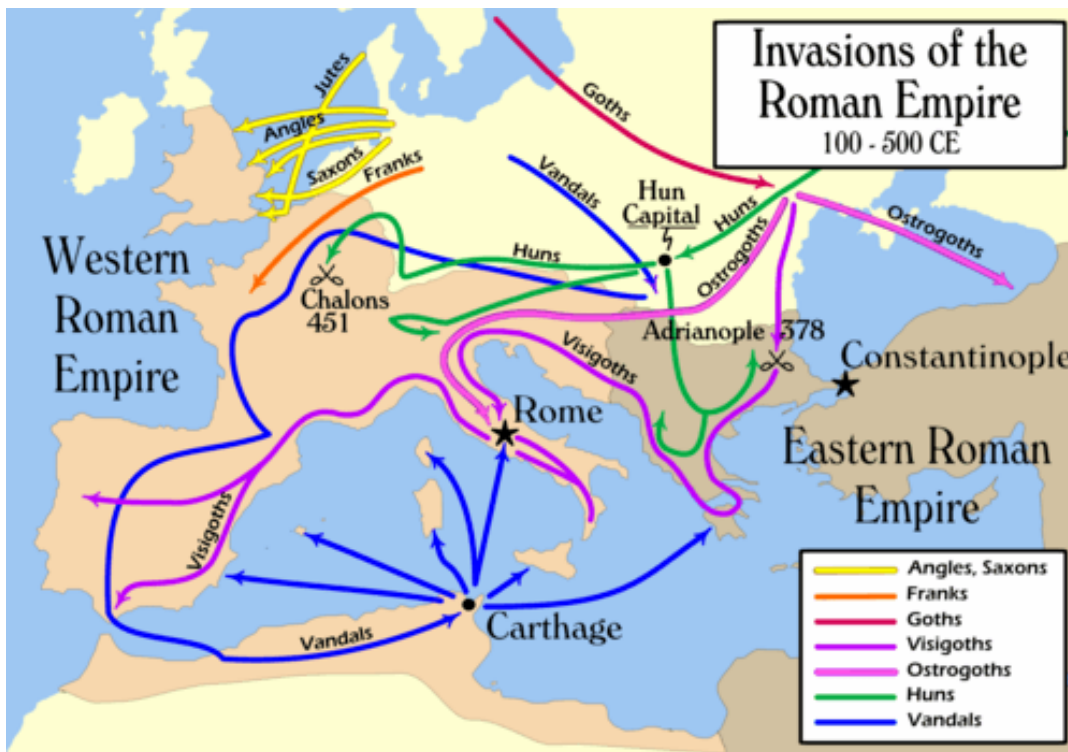 Invasions of the
Roman Empire
100 - 500 CE
Jutes
Angles
Saxons
Franks
Goths
Vandals
Hun
Capital
Huns
Ostrogoths
Ostrogoths
Huns
Western
Roman
Empire
Chalons
451
Adrianople 378
Visigoths
Constantinople
Rome
Eastern Roman
Empire
Visigoths
Carthage
Vandals
Angles, Saxons
Franks
Goths
Visigoths
Ostrogoths
Huns
Vandals